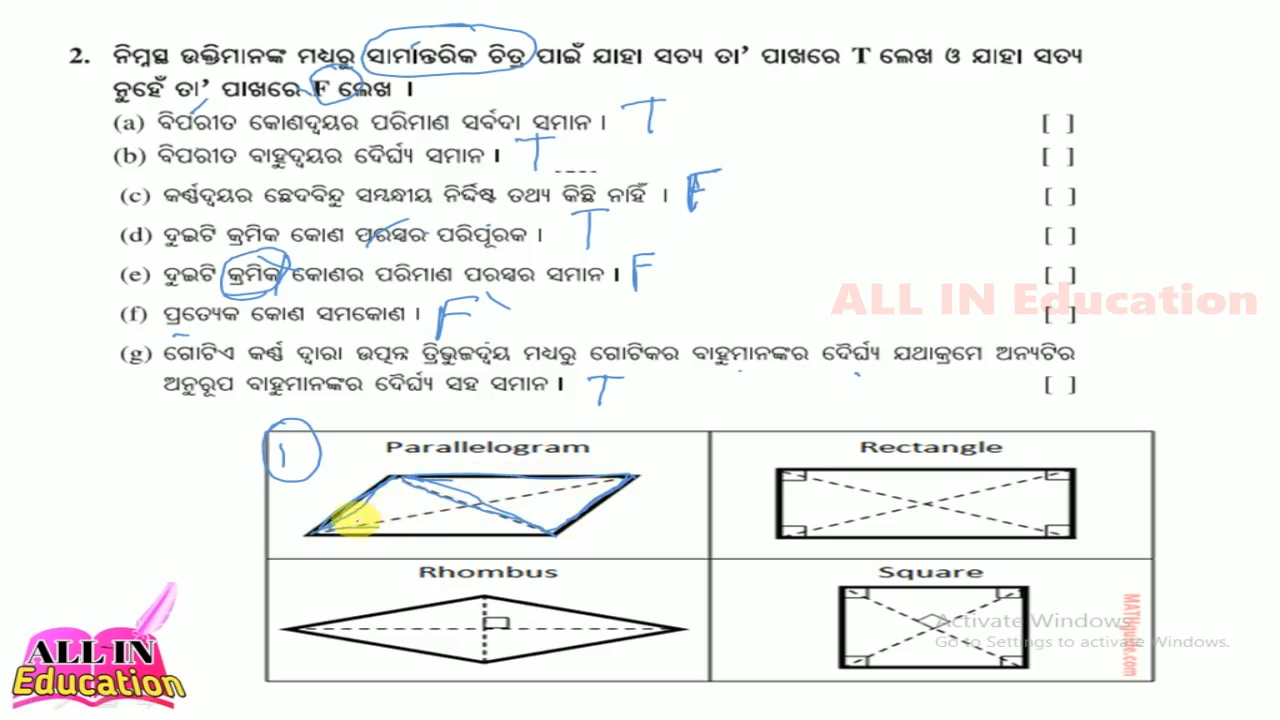 2. ନିମ୍ନସ୍ଥ ଉକ୍ତିମାନଙ୍କ ମଧ୍ୟରୁ ସାମାନ୍ତରିକ ଚିତ୍ର ପାଇଁ ଯାହା ସତ୍ୟ ତା’ ପାଖରେ T ଲେଖ ଓ ଯାହା ସତ୍ୟ
ନୁହେଁ ତା’ ପାଖରେ F ଲେଖ ।
(a) ବିପରୀତ କୋଣଦ୍ୱୟର ପରିମାଣ ସର୍ବଦା ସମାନ । T [ ]
(b) ବିପରୀତ ବାହୁଦ୍ୱୟର ଦୈର୍ଘ୍ୟ ସମାନ । T [ ]
(c) କର୍ଣ୍ଣଦ୍ୱୟର ଛେଦବିନ୍ଦୁ ସମ୍ବନ୍ଧୀୟ ନିର୍ଦ୍ଦିଷ୍ଟ ତଥ୍ୟ କିଛି ନାହିଁ । F [ ]
(d) ଦୁଇଟି କ୍ରମିକ କୋଣ ପରସ୍ପର ପରିପୂରକ । T [ ]
(e) ଦୁଇଟି କ୍ରମିକ କୋଣର ପରିମାଣ ପରସ୍ପର ସମାନ । F [ ]
ALL IN Education
(f) ପ୍ରତ୍ୟେକ କୋଣ ସମକୋଣ । F [ ]
(g) ଗୋଟିଏ କର୍ଣ୍ଣ ଦ୍ୱାରା ଉତ୍ପନ୍ନ ତ୍ରିଭୁଜଦ୍ୱୟ ମଧ୍ୟରୁ ଗୋଟିକର ବାହୁମାନଙ୍କର ଦୈର୍ଘ୍ୟ ଯଥାକ୍ରମେ ଅନ୍ୟଟିର
ଅନୁରୂପ ବାହୁମାନଙ୍କର ଦୈର୍ଘ୍ୟ ସହ ସମାନ । T [ ]
1
Parallelogram
Rectangle
Rhombus
Square
MATHguide.com
Activate Windows
Go to Settings to activate Windows.
ALL IN
Education